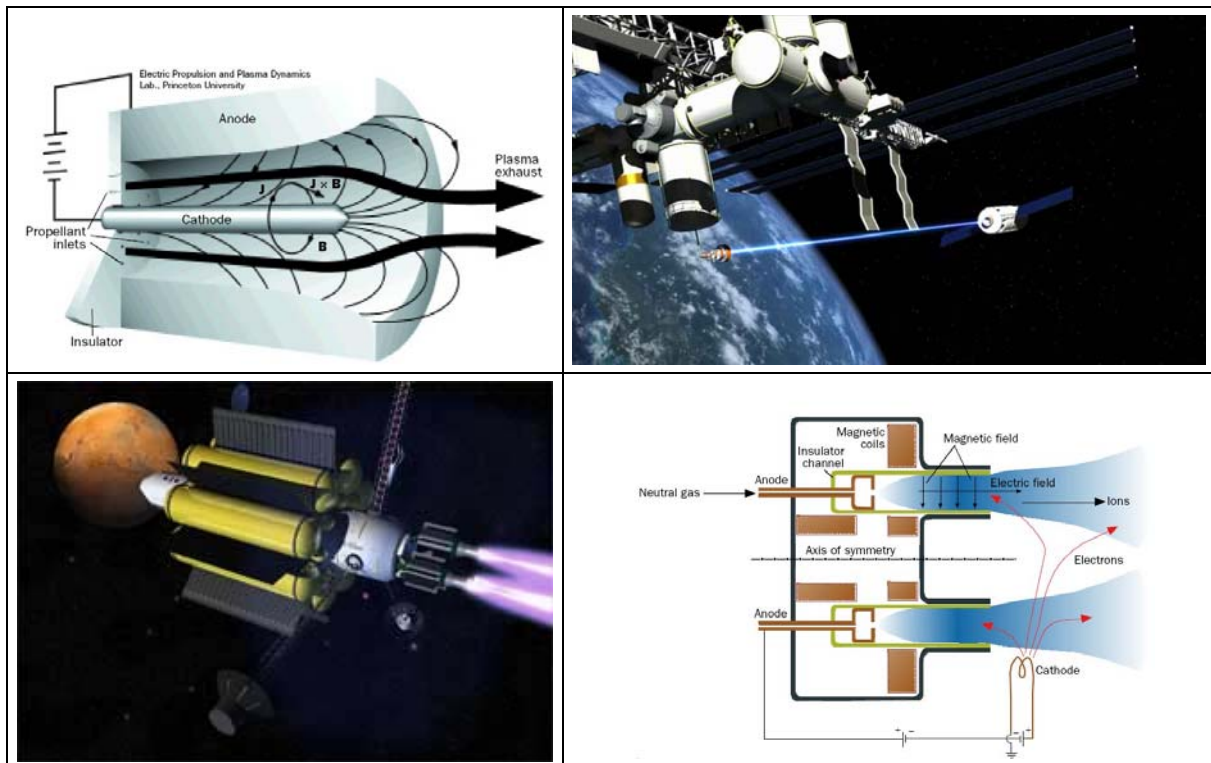 Electric Propulsion and Plasma Dynamics
Lab., Princeton University
Anode
Plasma
exhaust
J
J × B
Cathode
Propellant
inlets
B
Insulator
Magnetic
coils
Magnetic field
Insulator
channel
Anode
Electric field
Neutral gas
Ions
Axis of symmetry
Electrons
Anode
Cathode
+
-
-
+